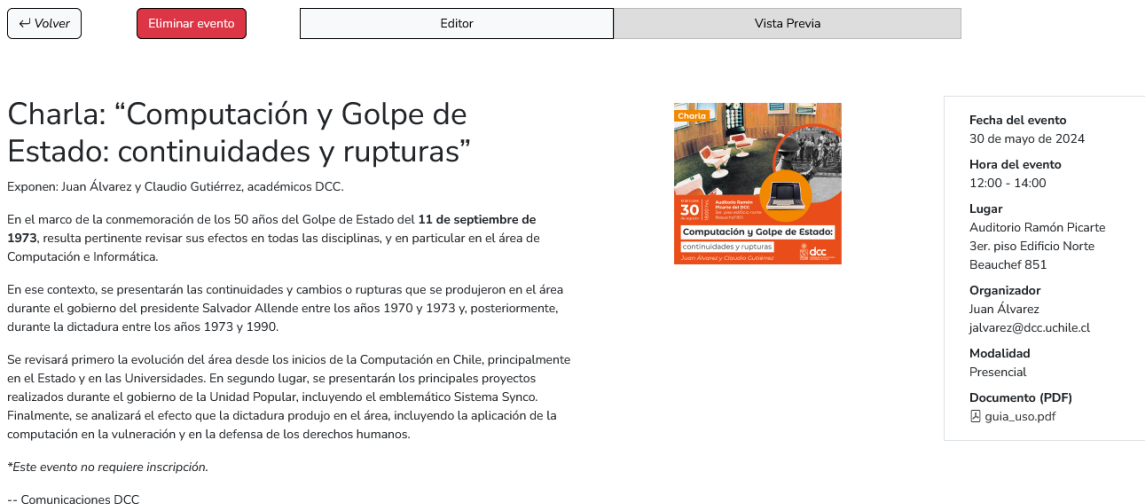 Volver
Eliminar evento
Editor
Vista Previa
Charla: “Computación y Golpe de
Estado: continuidades y rupturas”
Exponen: Juan Álvarez y Claudio Gutiérrez, académicos DCC.
En el marco de la conmemoración de los 50 años del Golpe de Estado del 11 de septiembre de
1973, resulta pertinente revisar sus efectos en todas las disciplinas, y en particular en el área de
Computación e Informática.
En ese contexto, se presentarán las continuidades y cambios o rupturas que se produjeron en el área
durante el gobierno del presidente Salvador Allende entre los años 1970 y 1973 y, posteriormente,
durante la dictadura entre los años 1973 y 1990.
Se revisará primero la evolución del área desde los inicios de la Computación en Chile, principalmente
en el Estado y en las Universidades. En segundo lugar, se presentarán los principales proyectos
realizados durante el gobierno de la Unidad Popular, incluyendo el emblemático Sistema Synco.
Finalmente, se analizará el efecto que la dictadura produjo en el área, incluyendo la aplicación de la
computación en la vulneración y en la defensa de los derechos humanos.
*Este evento no requiere inscripción.
-- Comunicaciones DCC
Charla
30
Auditorio Ramón
Picarte del DCC
3er. piso edificio norte
Beauchef 851
Computación y Golpe de Estado:
continuidades y rupturas
Juan Álvarez y Claudio Gutiérrez
dcc
Fecha del evento
30 de mayo de 2024
Hora del evento
12:00 - 14:00
Lugar
Auditorio Ramón Picarte
3er. piso Edificio Norte
Beauchef 851
Organizador
Juan Álvarez
jalvarez@dcc.uchile.cl
Modalidad
Presencial
Documento (PDF)
guia_uso.pdf